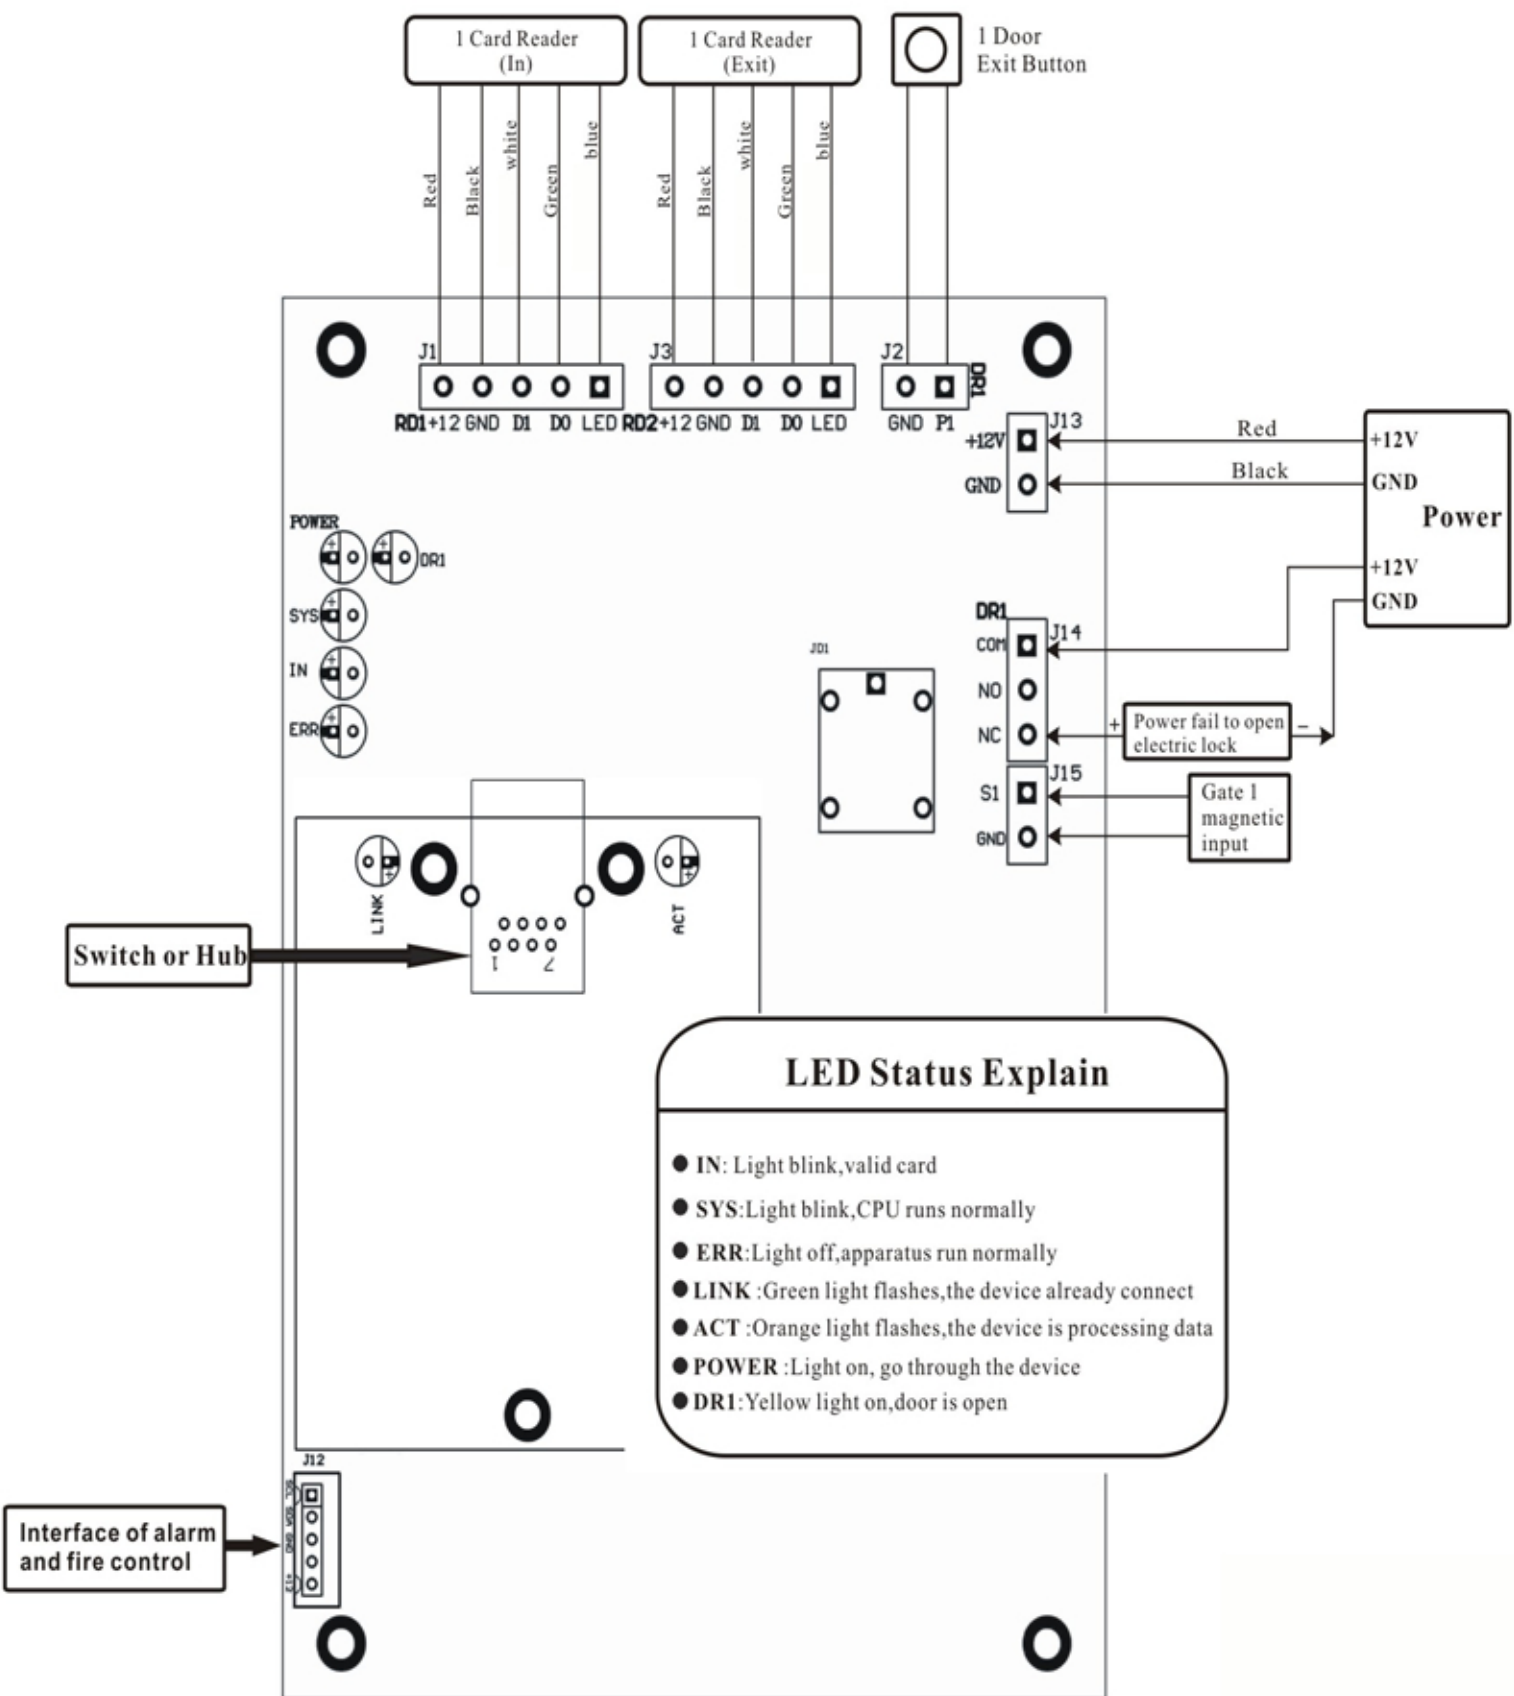 1 Card Reader
(In)
1 Card Reader
(Exit)
1 Door
Exit Button
Red
Black
white
Green
blue
Red
Black
white
Green
blue
J1
J3
J2
DR1
RD1 +12 GND D1 D0 LED
RD2 +12 GND D1 D0 LED
GND P1
J13
+12V
GND
Red
Black
+12V
GND
Power
+12V
GND
POWER
DR1
SYS
IN
ERR
JD1
DR1
J14
COM
NO
NC
+
Power fail to open
electric lock
−
J15
S1
GND
Gate 1
magnetic
input
LINK
ACT
1 7
Switch or Hub
LED Status Explain
● IN: Light blink,valid card
● SYS:Light blink,CPU runs normally
● ERR:Light off,apparatus run normally
● LINK :Green light flashes,the device already connect
● ACT :Orange light flashes,the device is processing data
● POWER :Light on, go through the device
● DR1:Yellow light on,door is open
J12
SCL
SDA
GND
+12
Interface of alarm
and fire control